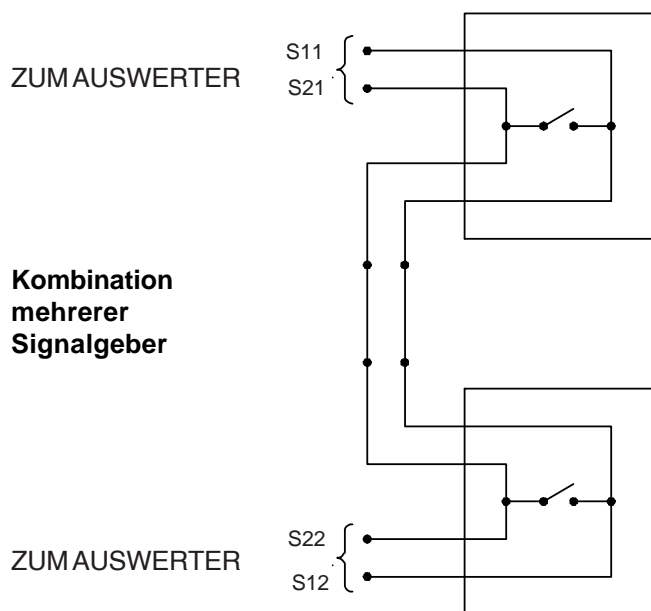 S11
ZUM AUSWERTER
S21
Kombination
mehrerer
Signalgeber
S22
ZUM AUSWERTER
S12